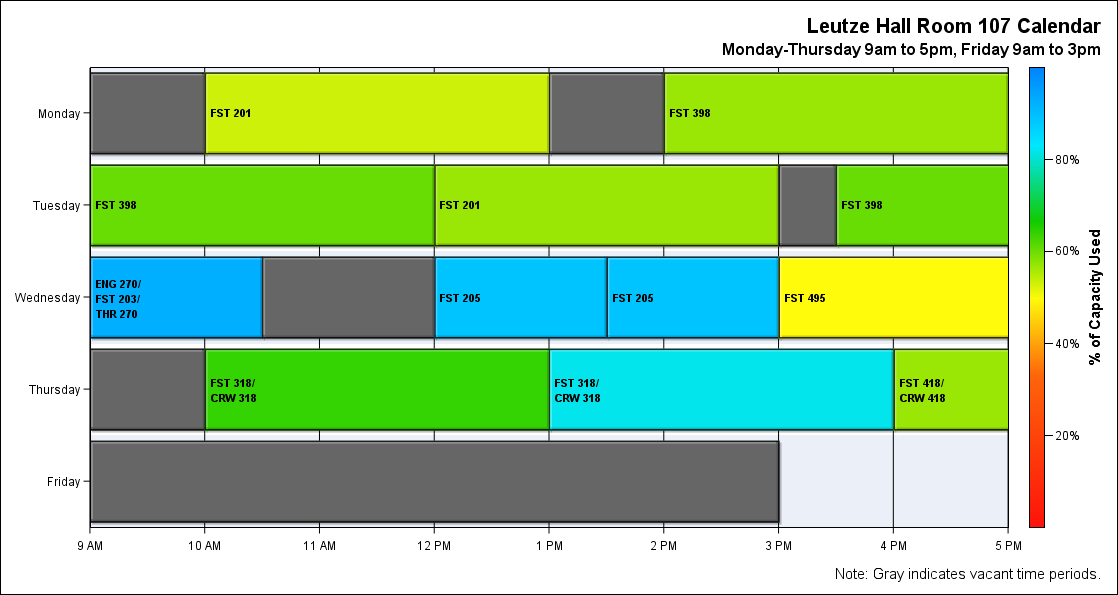 Leutze Hall Room 107 Calendar
Monday-Thursday 9am to 5pm, Friday 9am to 3pm
Monday
FST 201
FST 398
Tuesday
FST 398
FST 201
FST 398
Wednesday
ENG 270/
FST 203/
THR 270
FST 205
FST 205
FST 495
Thursday
FST 318/
CRW 318
FST 318/
CRW 318
FST 418/
CRW 418
Friday
9 AM
10 AM
11 AM
12 PM
1 PM
2 PM
3 PM
4 PM
5 PM
80%
60%
40%
20%
% of Capacity Used
Note: Gray indicates vacant time periods.